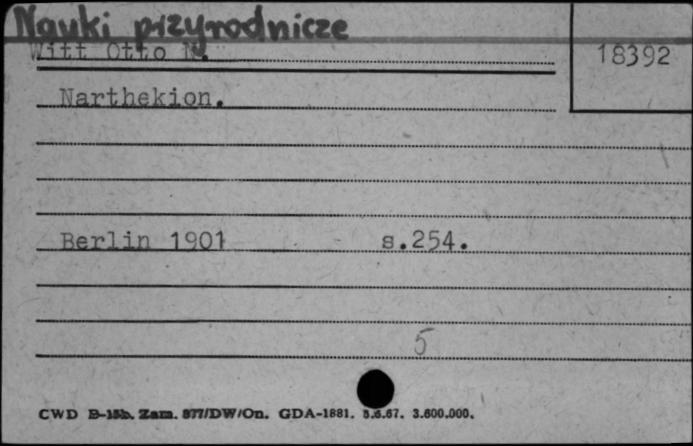 Nauki przyrodnicze
Witt Otto N.
18392
Narthekion.
Berlin 1901 s.254.
5
CWD B-15b. Zam. 877/DW/On. GDA-1881. 5.6.67. 3.600.000.